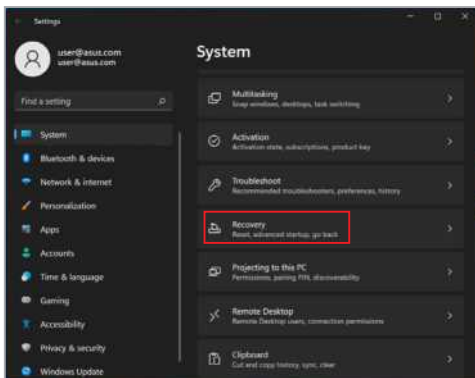 Settings
user@asus.com
user@asus.com
Find a setting
System
Bluetooth & devices
Network & internet
Personalization
Apps
Accounts
Time & language
Gaming
Accessibility
Privacy & security
Windows Update
System
Multitasking
Snap windows, desktops, task switching
Activation
Activation state, subscriptions, product key
Troubleshoot
Recommended troubleshooters, preferences, history
Recovery
Reset, advanced startup, go back
Projecting to this PC
Permissions, pairing PIN, discoverability
Remote Desktop
Remote Desktop users, connection permissions
Clipboard
Cut and copy history, sync, clear